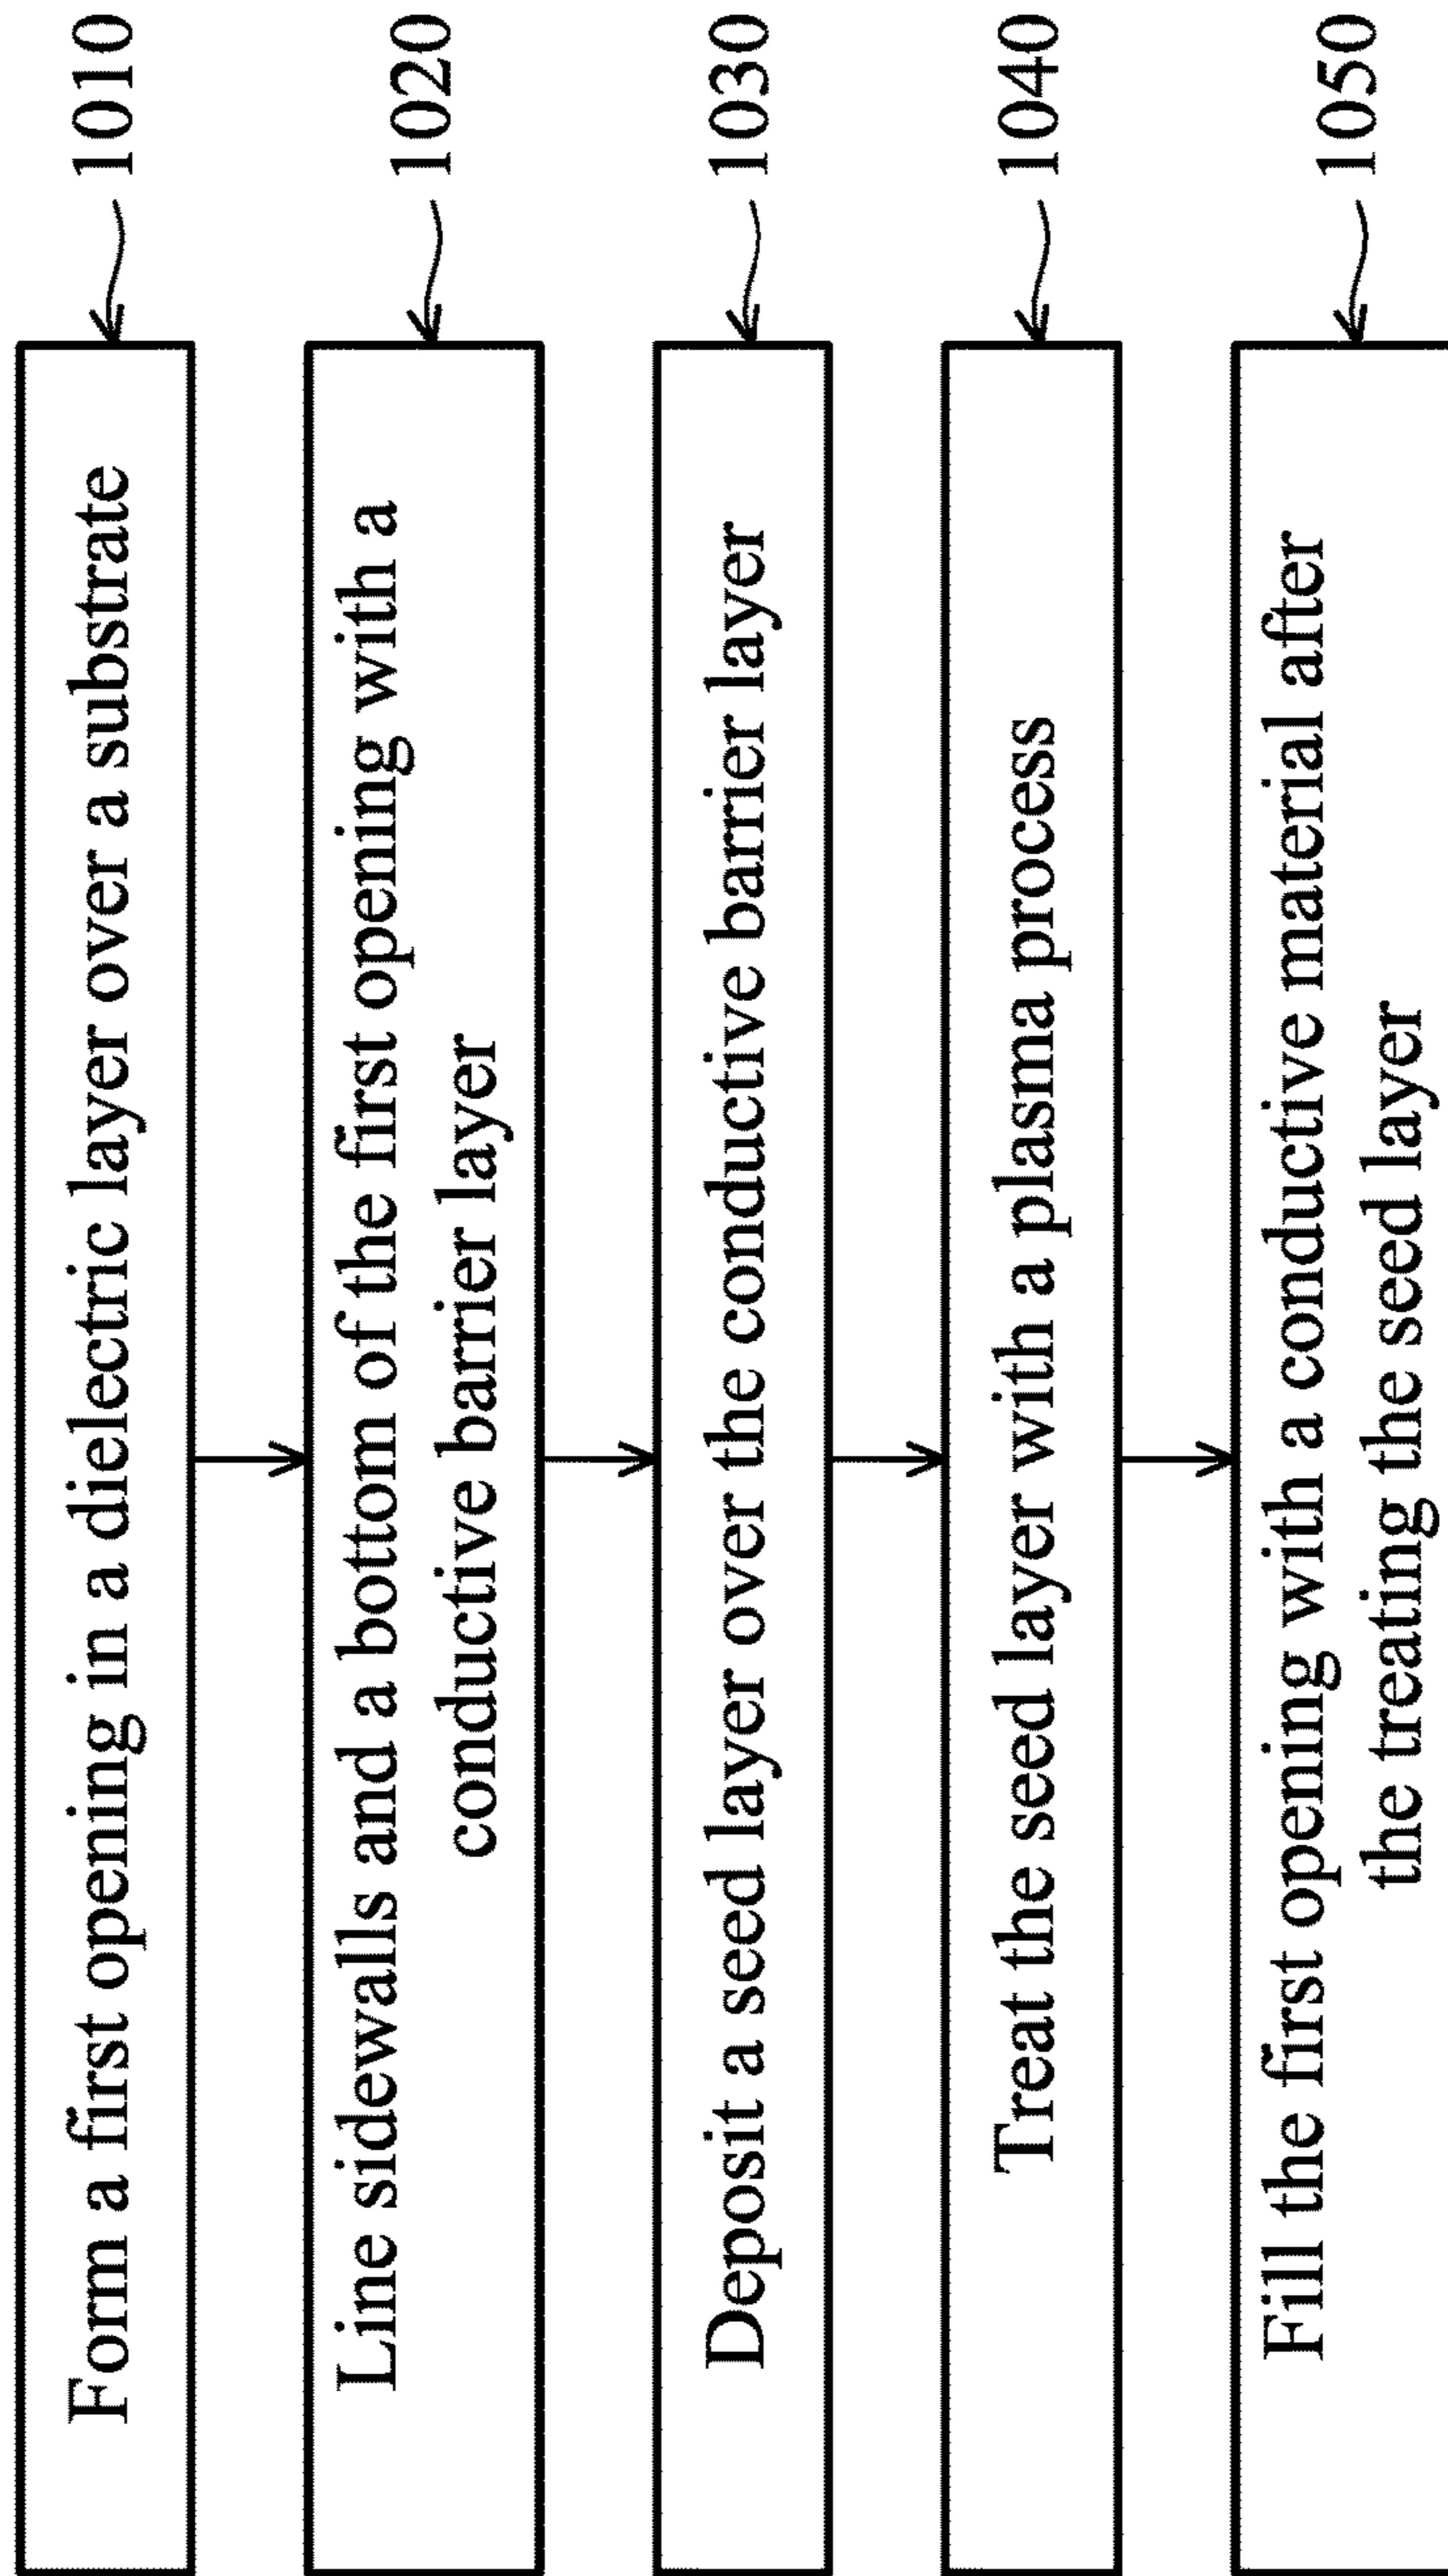 Form a first opening in a dielectric layer over a substrate
1010
Line sidewalls and a bottom of the first opening with a
conductive barrier layer
1020
Deposit a seed layer over the conductive barrier layer
1030
Treat the seed layer with a plasma process
1040
Fill the first opening with a conductive material after
the treating the seed layer
1050